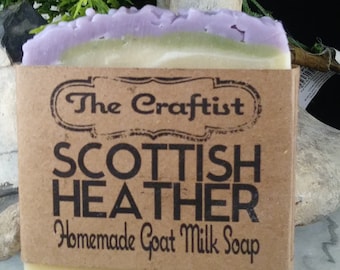 The Craftist
SCOTTISH
HEATHER
Homemade Goat Milk Soap